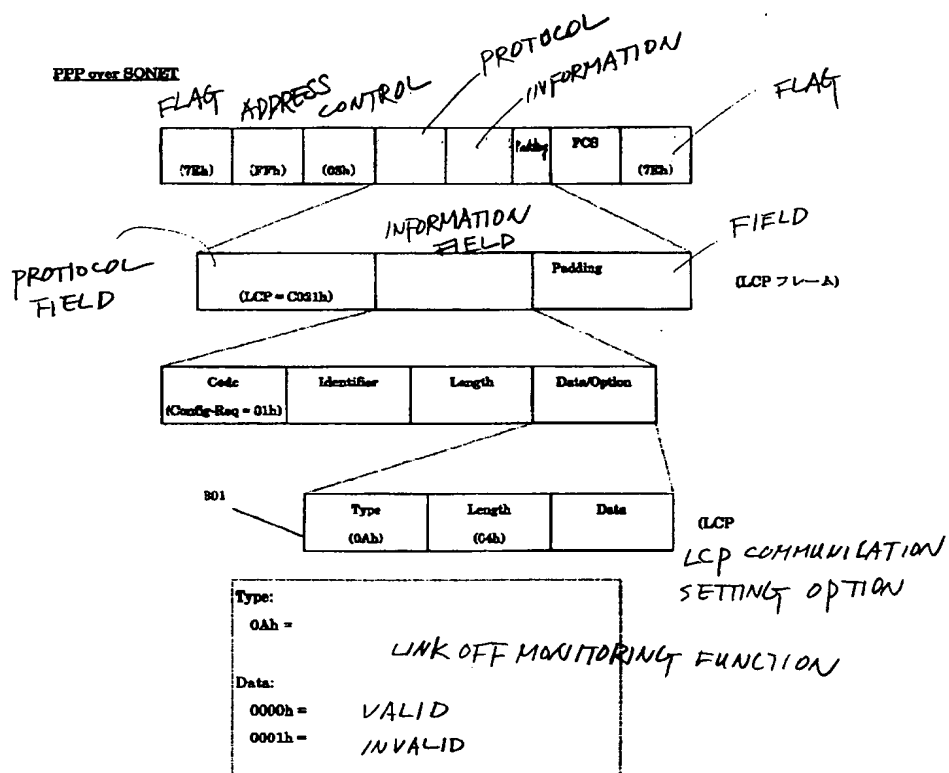 PPP over SONET
FLAG ADDRESS CONTROL PROTOCOL INFORMATION FLAG
(7Eh) (FFh) (03h) Padding FCS (7Eh)
PROTIOCOL FIELD
INFORMATION FIELD
FIELD
(LCP = C021h) Padding (LCP フレーム)
Code Identifier Length Data/Option
(Config-Req = 01h)
801
Type Length Data
(0Ah) (04h)
(LCP
LCP COMMUNICATION
SETTING OPTION
Type:
0Ah =
LINK OFF MONITORING FUNCTION
Data:
0000h = VALID
0001h = INVALID